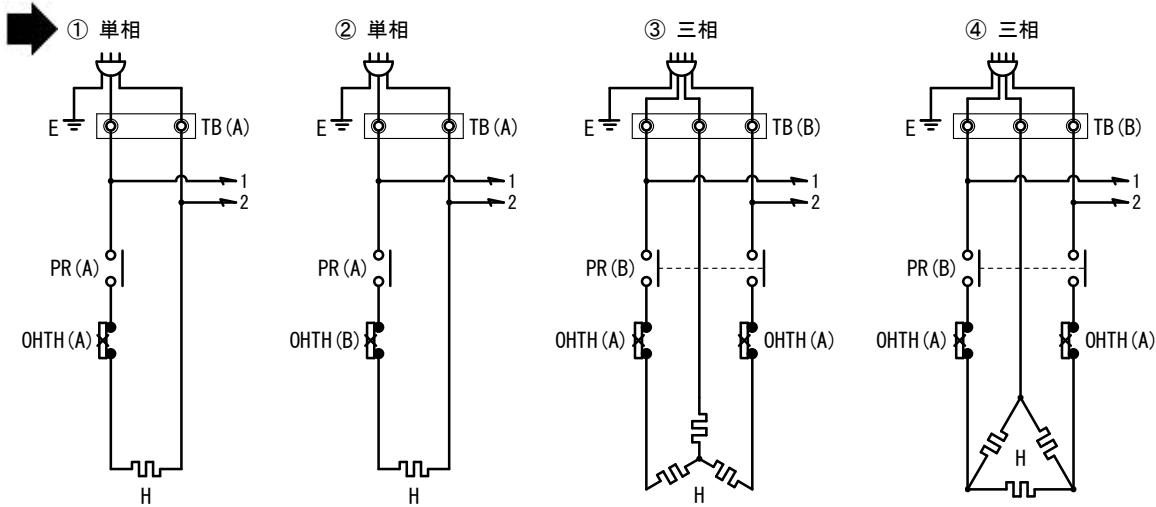 ① 単相 ② 単相 ③ 三相 ④ 三相
E TB(A) E TB(A) E TB(B) E TB(B)
1 1 1 1
2 2 2 2
PR(A) PR(A) PR(B) PR(B)
OHTH(A) OHTH(B) OHTH(A) OHTH(A) OHTH(A) OHTH(A)
H H H H